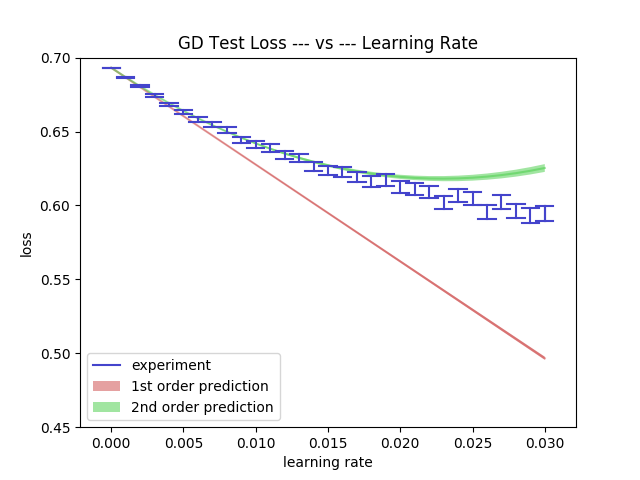 GD Test Loss --- vs --- Learning Rate
0.70
0.65
0.60
0.55
0.50
0.45
loss
experiment
1st order prediction
2nd order prediction
0.000 0.005 0.010 0.015 0.020 0.025 0.030
learning rate